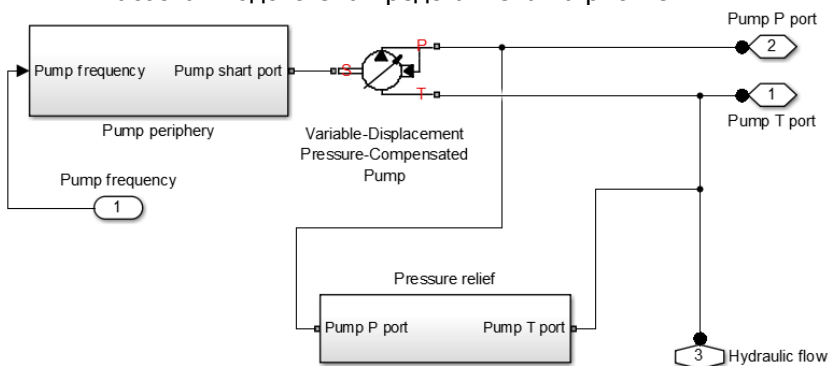 Pump P port
2
P
Pump frequency
Pump shart port
S
T
1
Pump T port
Pump periphery
Variable-Displacement
Pressure-Compensated
Pump
Pump frequency
1
Pressure relief
Pump P port
Pump T port
3
Hydraulic flow